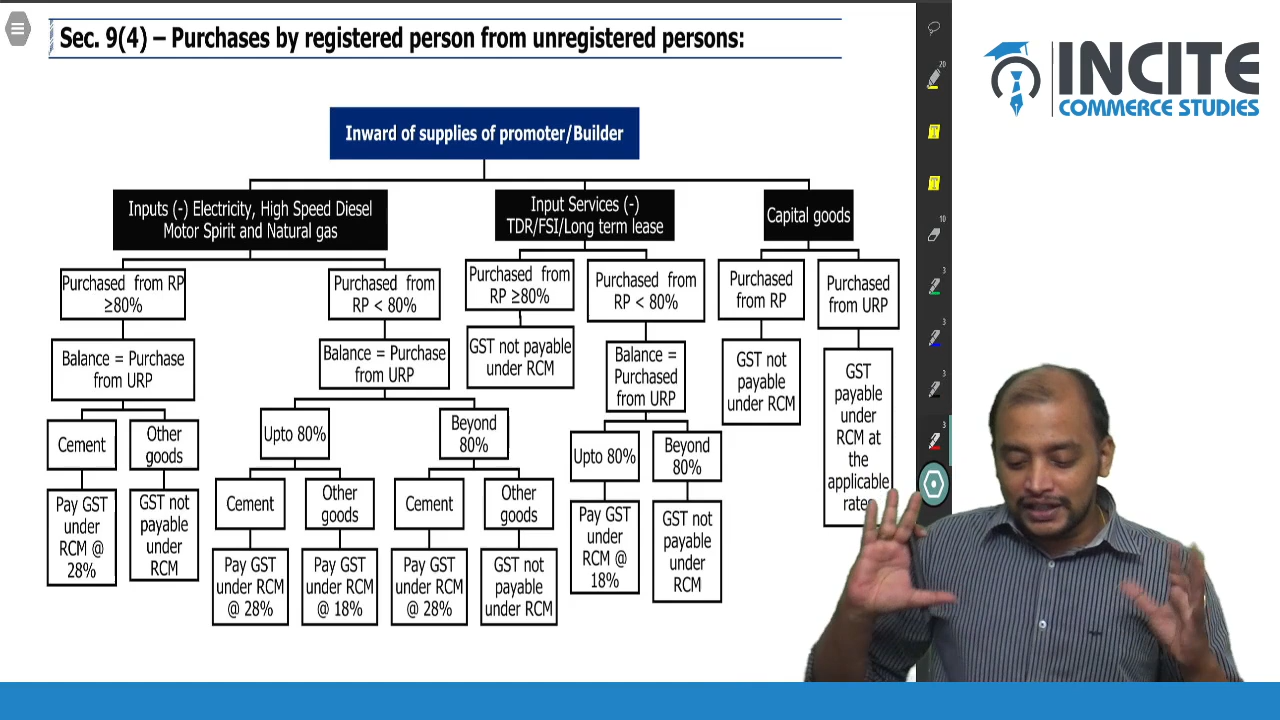 Sec. 9(4) – Purchases by registered person from unregistered persons:
INCITE
COMMERCE STUDIES
Inward of supplies of promoter/Builder
Inputs (-) Electricity, High Speed Diesel
Motor Spirit and Natural gas
Input Services (-)
TDR/FSI/Long term lease
Capital goods
Purchased from RP
≥80%
Purchased from
RP < 80%
Purchased from
RP ≥80%
Purchased from
RP < 80%
Purchased
from RP
Purchased
from URP
Balance = Purchase
from URP
Balance = Purchase
from URP
GST not payable
under RCM
Balance =
Purchased
from URP
GST not
payable
under RCM
GST
payable
under
RCM at
the
applicable
rate
Cement
Other
goods
Upto 80%
Beyond
80%
Upto 80%
Beyond
80%
Pay GST
under
RCM @
28%
GST not
payable
under
RCM
Cement
Other
goods
Cement
Other
goods
Pay GST
under
RCM @
18%
GST not
payable
under
RCM
Pay GST
under RCM
@ 28%
Pay GST
under RCM
@ 18%
Pay GST
under RCM
@ 28%
GST not
payable
under RCM
20
T
T
10
3
3
3
3